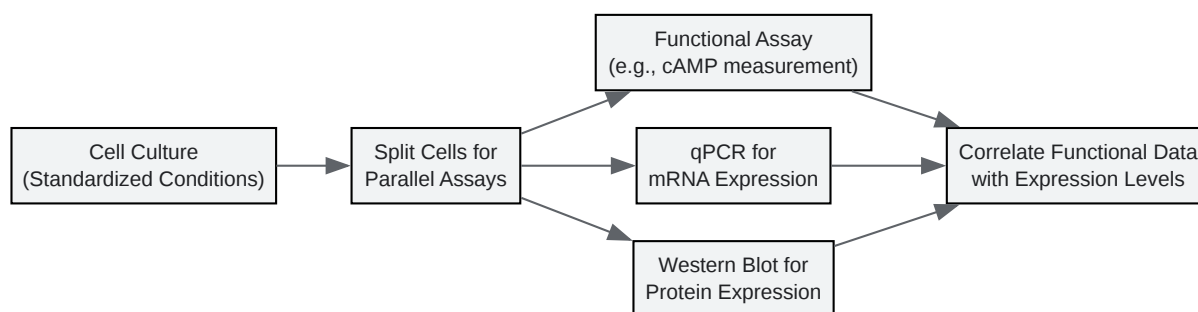 Cell Culture
(Standardized Conditions)
Split Cells for
Parallel Assays
Functional Assay
(e.g., cAMP measurement)
qPCR for
mRNA Expression
Western Blot for
Protein Expression
Correlate Functional Data
with Expression Levels